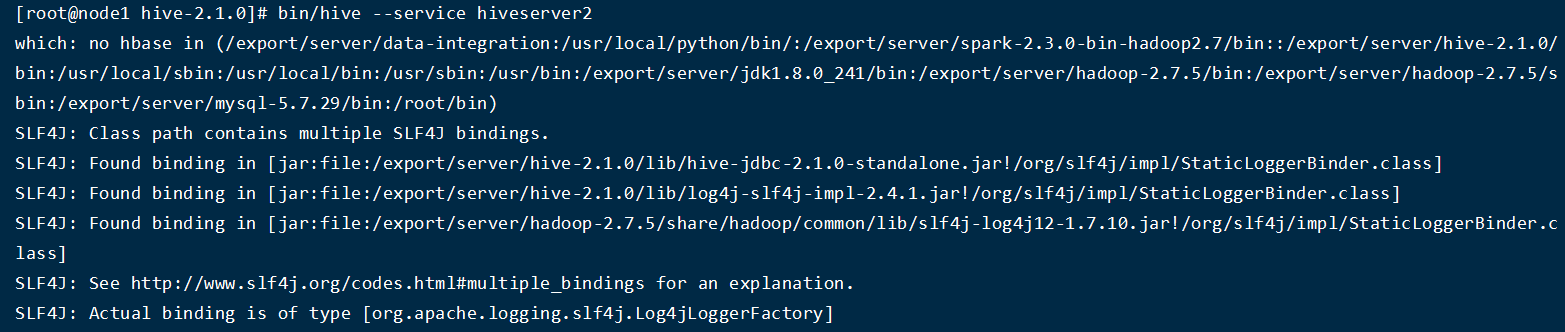 [root@node1 hive-2.1.0]# bin/hive --service hiveserver2
which: no hbase in (/export/server/data-integration:/usr/local/python/bin/:/export/server/spark-2.3.0-bin-hadoop2.7/bin::/export/server/hive-2.1.0/
bin:/usr/local/sbin:/usr/local/bin:/usr/sbin:/usr/bin:/export/server/jdk1.8.0_241/bin:/export/server/hadoop-2.7.5/bin:/export/server/hadoop-2.7.5/s
bin:/export/server/mysql-5.7.29/bin:/root/bin)
SLF4J: Class path contains multiple SLF4J bindings.
SLF4J: Found binding in [jar:file:/export/server/hive-2.1.0/lib/hive-jdbc-2.1.0-standalone.jar!/org/slf4j/impl/StaticLoggerBinder.class]
SLF4J: Found binding in [jar:file:/export/server/hive-2.1.0/lib/log4j-slf4j-impl-2.4.1.jar!/org/slf4j/impl/StaticLoggerBinder.class]
SLF4J: Found binding in [jar:file:/export/server/hadoop-2.7.5/share/hadoop/common/lib/slf4j-log4j12-1.7.10.jar!/org/slf4j/impl/StaticLoggerBinder.c
lass]
SLF4J: See http://www.slf4j.org/codes.html#multiple_bindings for an explanation.
SLF4J: Actual binding is of type [org.apache.logging.slf4j.Log4jLoggerFactory]